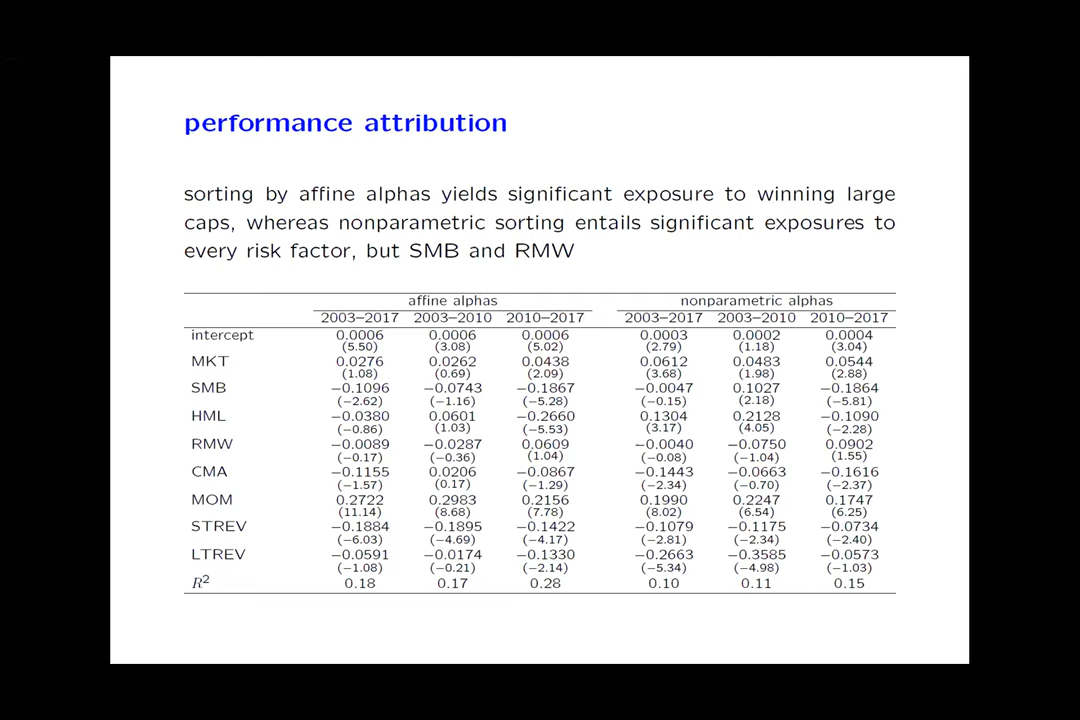 performance attribution
sorting by affine alphas yields significant exposure to winning large
caps, whereas nonparametric sorting entails significant exposures to
every risk factor, but SMB and RMW
affine alphas nonparametric alphas
2003–2017 2003–2010 2010–2017 2003–2017 2003–2010 2010–2017
intercept 0.0006 0.0006 0.0006 0.0003 0.0002 0.0004
(5.50) (3.08) (5.02) (2.79) (1.18) (3.04)
MKT 0.0276 0.0262 0.0438 0.0612 0.0483 0.0544
(1.08) (0.69) (2.09) (3.68) (1.98) (2.88)
SMB −0.1096 −0.0743 −0.1867 −0.0047 0.1027 −0.1864
(−2.62) (−1.16) (−5.28) (−0.15) (2.18) (−5.81)
HML −0.0380 0.0601 −0.2660 0.1304 0.2128 −0.1090
(−0.86) (1.03) (−5.53) (3.17) (4.05) (−2.28)
RMW −0.0089 −0.0287 0.0609 −0.0040 −0.0750 0.0902
(−0.17) (−0.36) (1.04) (−0.08) (−1.04) (1.55)
CMA −0.1155 0.0206 −0.0867 −0.1443 −0.0663 −0.1616
(−1.57) (0.17) (−1.29) (−2.34) (−0.70) (−2.37)
MOM 0.2722 0.2983 0.2156 0.1990 0.2247 0.1747
(11.14) (8.68) (7.78) (8.02) (6.54) (6.25)
STREV −0.1884 −0.1895 −0.1422 −0.1079 −0.1175 −0.0734
(−6.03) (−4.69) (−4.17) (−2.81) (−2.34) (−2.40)
LTREV −0.0591 −0.0174 −0.1330 −0.2663 −0.3585 −0.0573
(−1.08) (−0.21) (−2.14) (−5.34) (−4.98) (−1.03)
R² 0.18 0.17 0.28 0.10 0.11 0.15